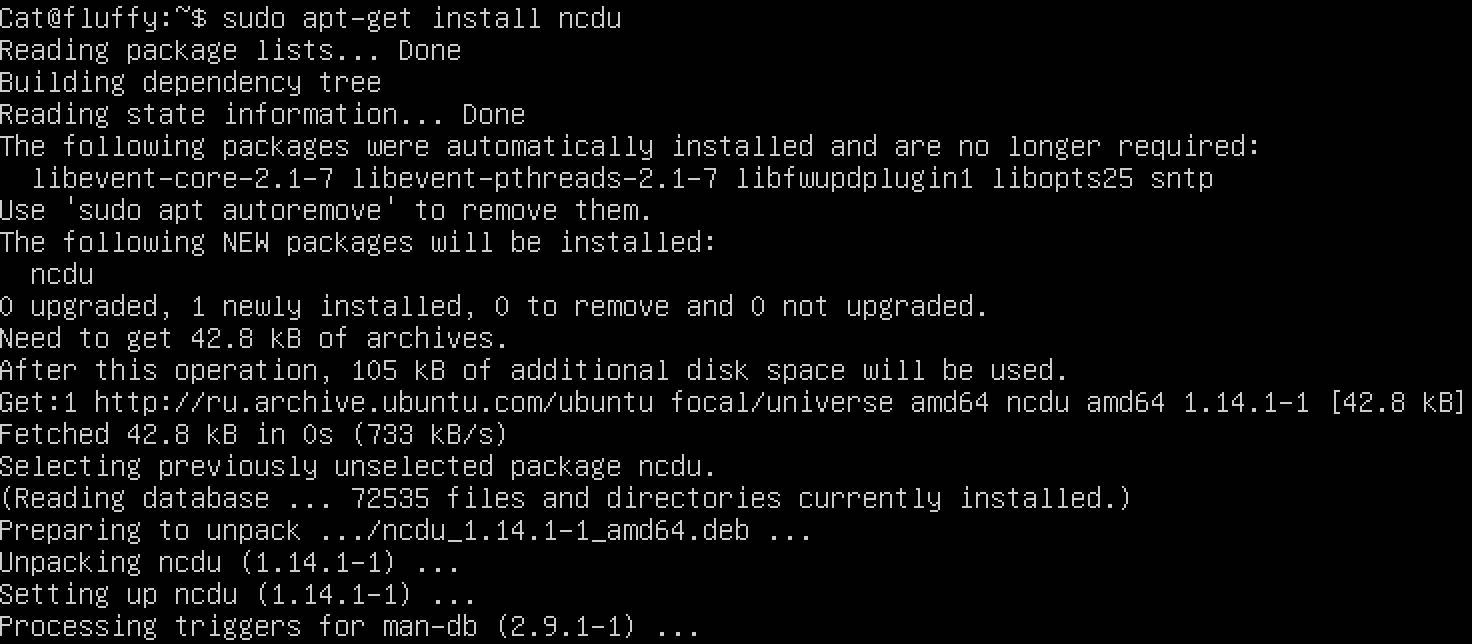 Cat@fluffy:~$ sudo apt-get install ncdu
Reading package lists... Done
Building dependency tree
Reading state information... Done
The following packages were automatically installed and are no longer required:
  libevent-core-2.1-7 libevent-pthreads-2.1-7 libfwupdplugin1 libopts25 sntp
Use 'sudo apt autoremove' to remove them.
The following NEW packages will be installed:
  ncdu
0 upgraded, 1 newly installed, 0 to remove and 0 not upgraded.
Need to get 42.8 kB of archives.
After this operation, 105 kB of additional disk space will be used.
Get:1 http://ru.archive.ubuntu.com/ubuntu focal/universe amd64 ncdu amd64 1.14.1-1 [42.8 kB]
Fetched 42.8 kB in 0s (733 kB/s)
Selecting previously unselected package ncdu.
(Reading database ... 72535 files and directories currently installed.)
Preparing to unpack .../ncdu_1.14.1-1_amd64.deb ...
Unpacking ncdu (1.14.1-1) ...
Setting up ncdu (1.14.1-1) ...
Processing triggers for man-db (2.9.1-1) ...